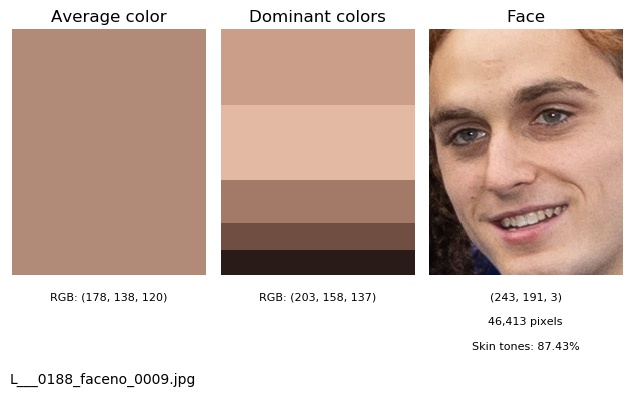 Average color
Dominant colors
Face
RGB: (178, 138, 120)
RGB: (203, 158, 137)
(243, 191, 3)
46,413 pixels
Skin tones: 87.43%
L___0188_faceno_0009.jpg